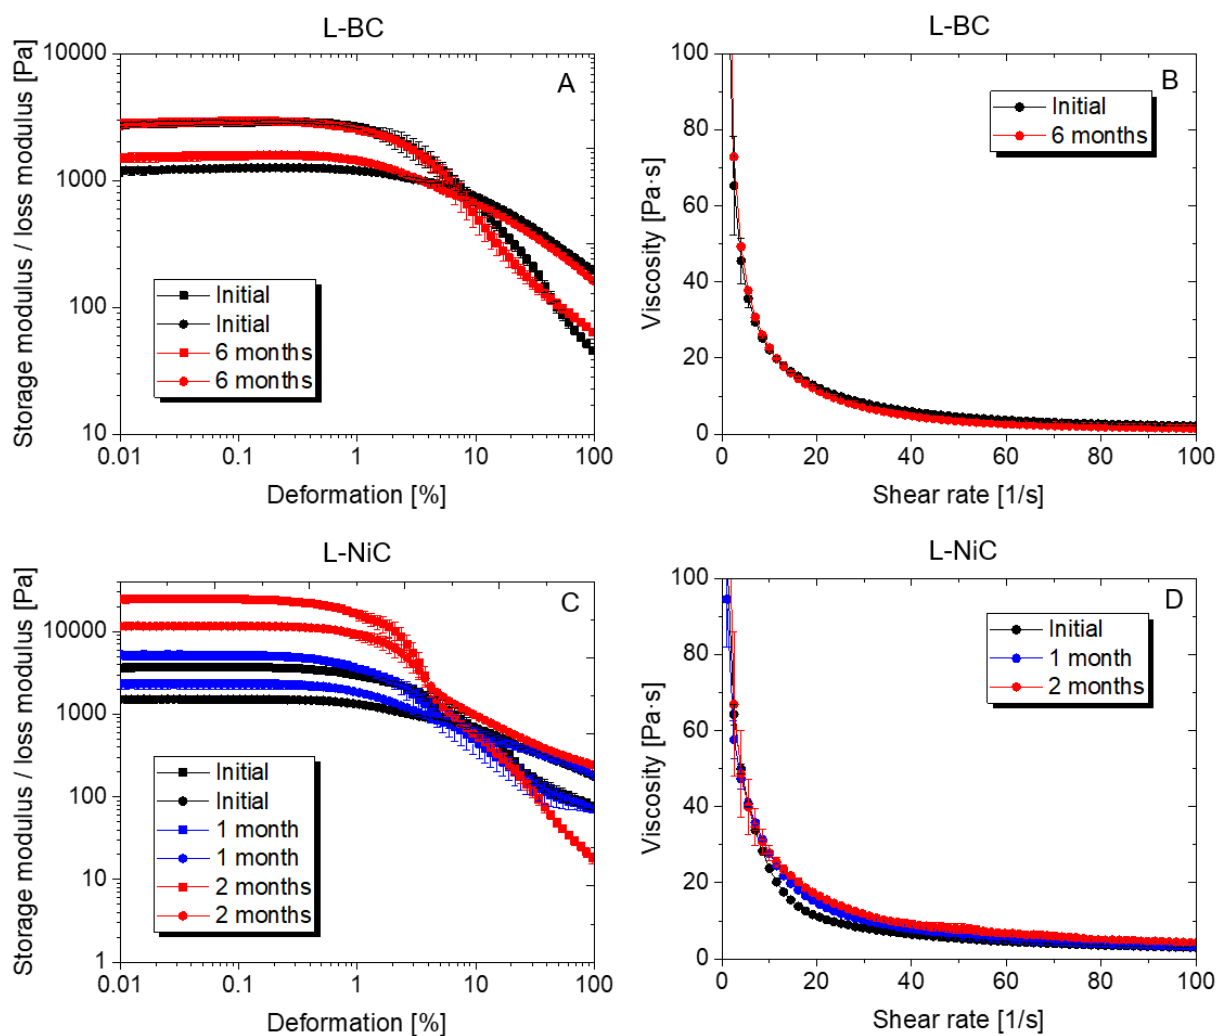 L-BC
A
Storage modulus / loss modulus [Pa]
10000
1000
100
10
0.01
0.1
1
10
100
Deformation [%]
Initial
Initial
6 months
6 months
L-BC
B
Viscosity [Pa·s]
100
80
60
40
20
0
0
20
40
60
80
100
Shear rate [1/s]
Initial
6 months
L-NiC
C
Storage modulus / loss modulus [Pa]
10000
1000
100
10
1
0.01
0.1
1
10
100
Deformation [%]
Initial
Initial
1 month
1 month
2 months
2 months
L-NiC
D
Viscosity [Pa·s]
100
80
60
40
20
0
0
20
40
60
80
100
Shear rate [1/s]
Initial
1 month
2 months